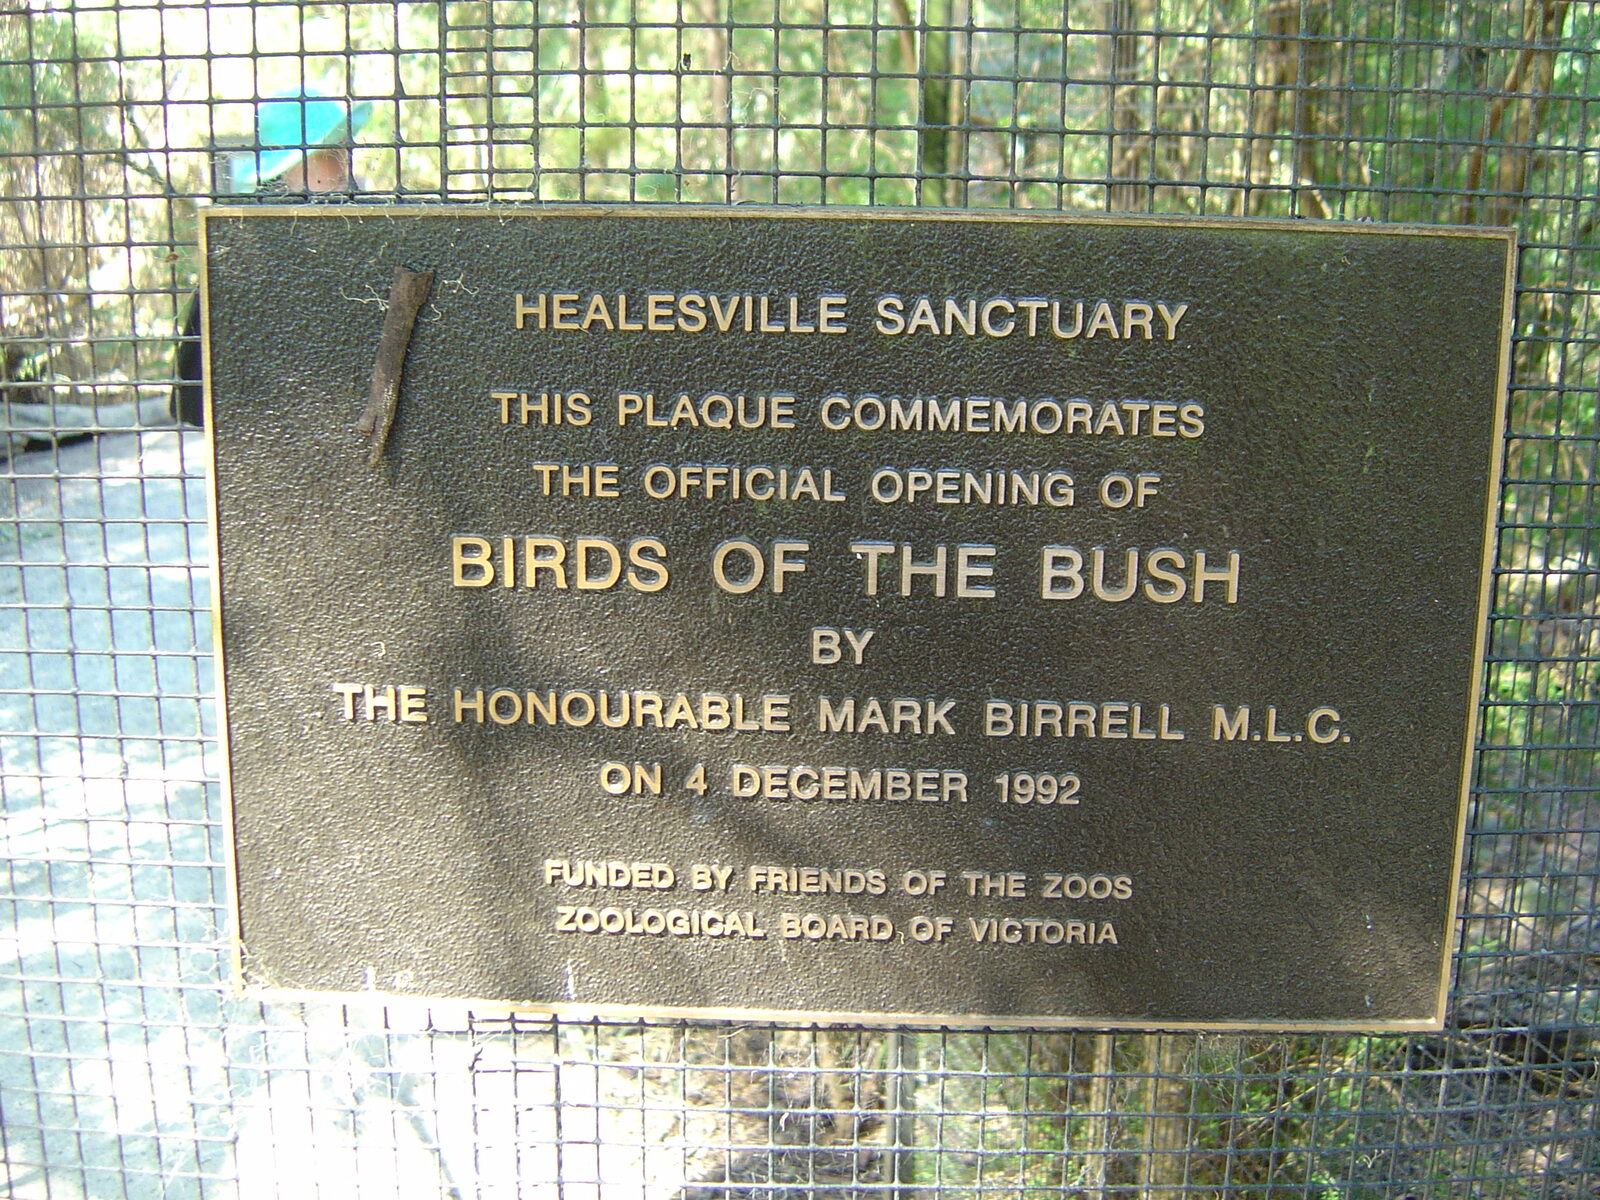 HEALESVILLE SANCTUARY
THIS PLAQUE COMMEMORATES
THE OFFICIAL OPENING OF
BIRDS OF THE BUSH
BY
THE HONOURABLE MARK BIRRELL M.L.C.
ON 4 DECEMBER 1992
FUNDED BY FRIENDS OF THE ZOOS
ZOOLOGICAL BOARD OF VICTORIA